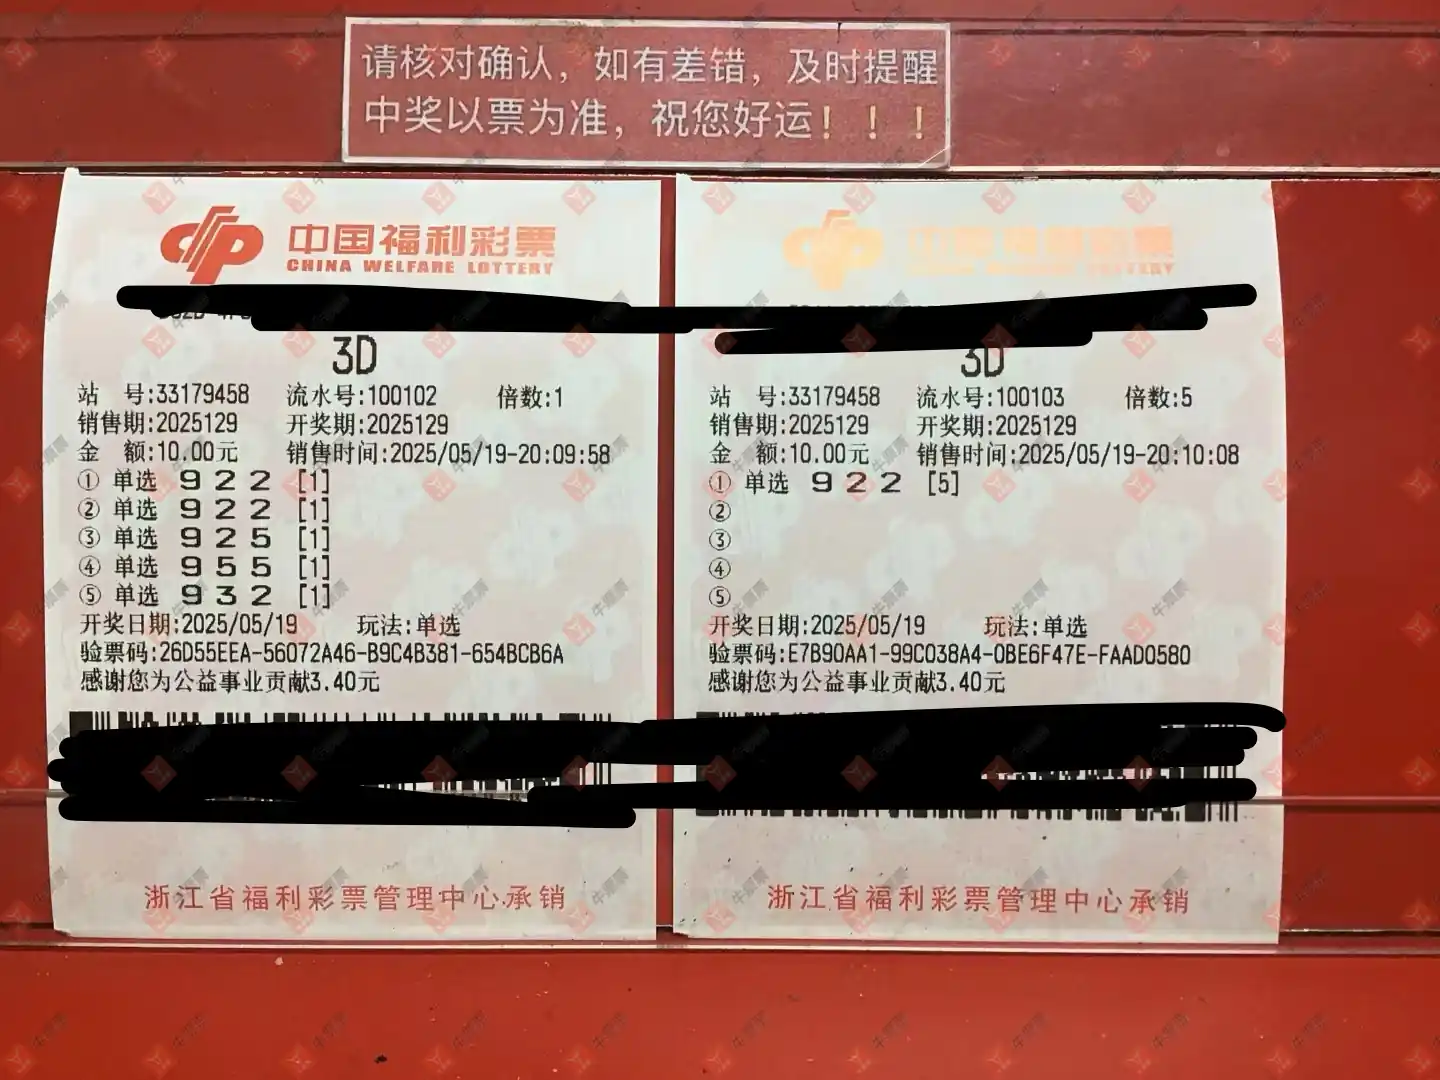 请核对确认，如有差错，及时提醒
中奖以票为准，祝您好运！！！
中国福利彩票
CHINA WELFARE LOTTERY
3D
站 号:33179458 流水号:100102 倍数:1
销售期:2025129 开奖期:2025129
金 额:10.00元 销售时间:2025/05/19-20:09:58
① 单选 9 2 2 [1]
② 单选 9 2 2 [1]
③ 单选 9 2 5 [1]
④ 单选 9 5 5 [1]
⑤ 单选 9 3 2 [1]
开奖日期:2025/05/19 玩法:单选
验票码:26D55EEA-56072A46-B9C4B381-654BCB6A
感谢您为公益事业贡献3.40元
浙江省福利彩票管理中心承销
中国福利彩票
CHINA WELFARE LOTTERY
3D
站 号:33179458 流水号:100103 倍数:5
销售期:2025129 开奖期:2025129
金 额:10.00元 销售时间:2025/05/19-20:10:08
① 单选 9 2 2 [5]
②
③
④
⑤
开奖日期:2025/05/19 玩法:单选
验票码:E7B90AA1-99C038A4-0BE6F47E-FAAD0580
感谢您为公益事业贡献3.40元
浙江省福利彩票管理中心承销